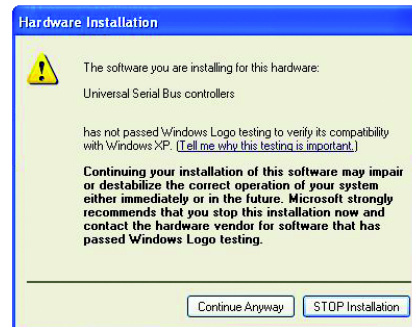 Hardware Installation
The software you are installing for this hardware:
Universal Serial Bus controllers
has not passed Windows Logo testing to verify its compatibility
with Windows XP. (Tell me why this testing is important.)
Continuing your installation of this software may impair
or destabilize the correct operation of your system
either immediately or in the future. Microsoft strongly
recommends that you stop this installation now and
contact the hardware vendor for software that has
passed Windows Logo testing.
Continue Anyway STOP Installation